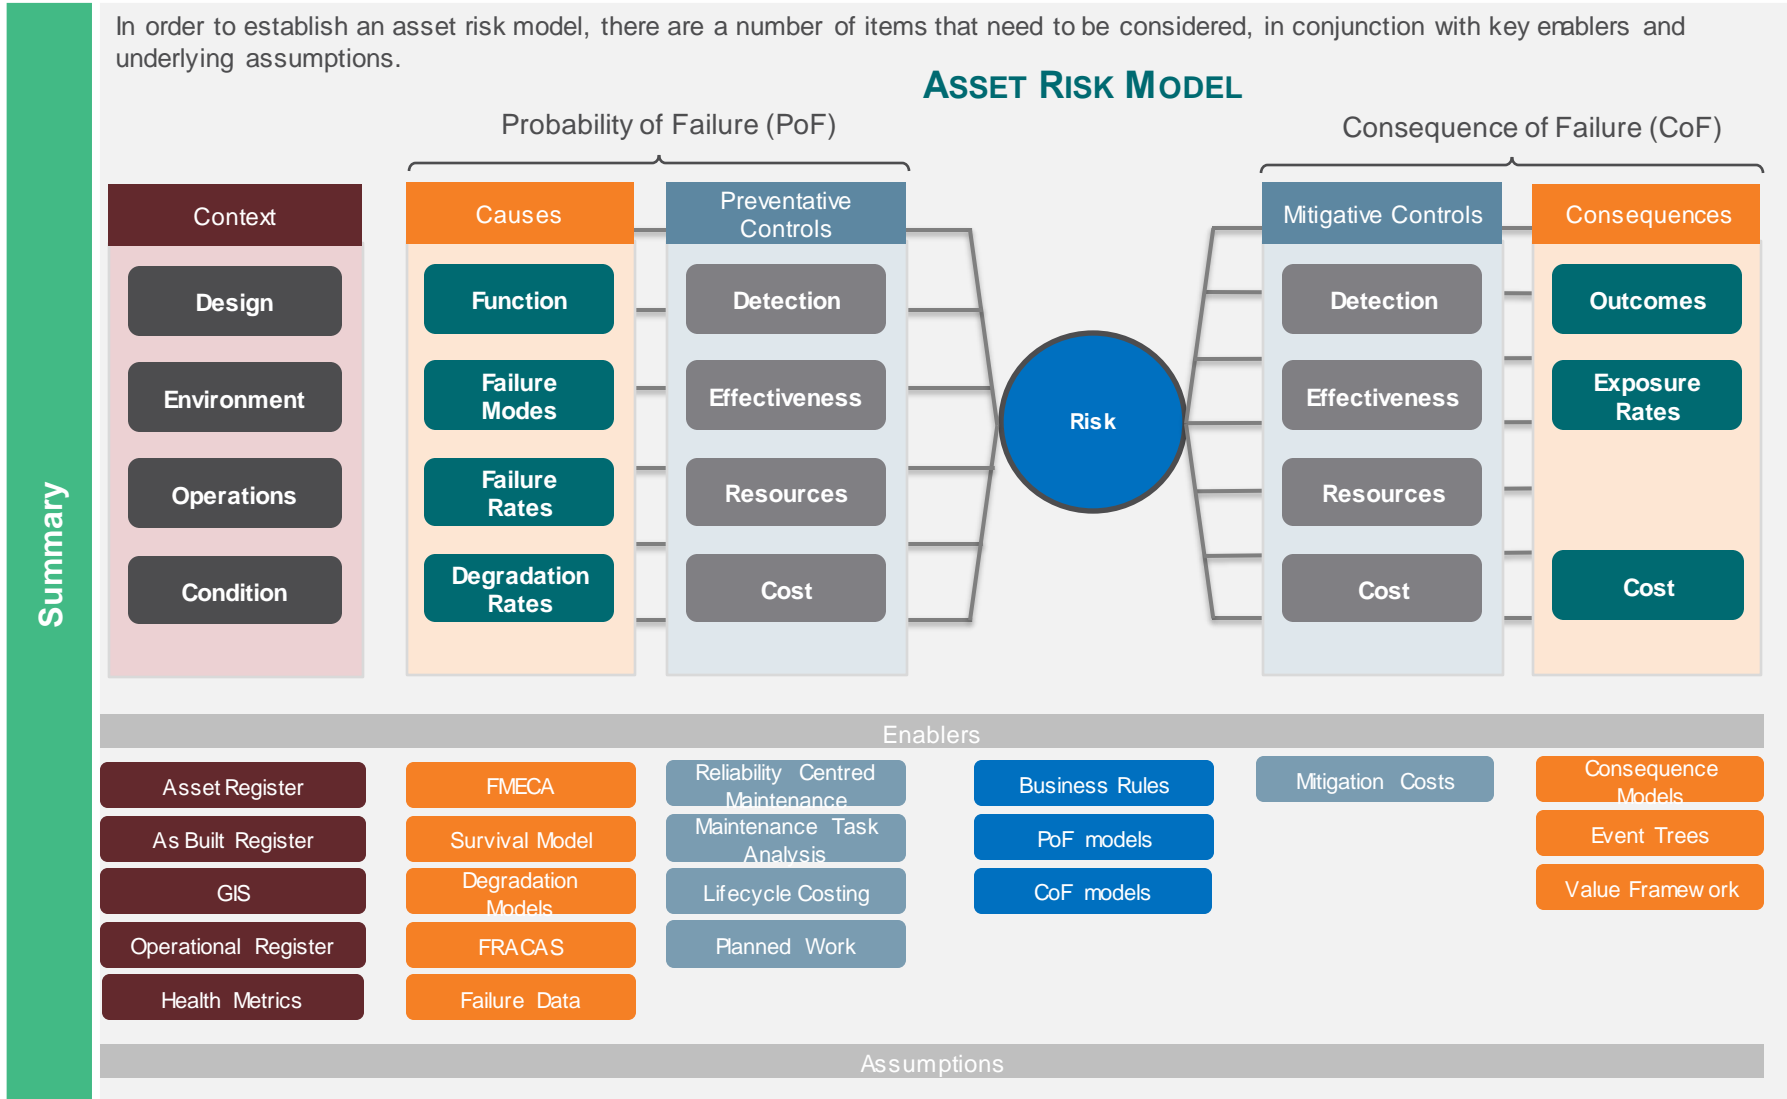 In order to establish an asset risk model, there are a number of items that need to be considered, in conjunction with key enablers and
underlying assumptions.
ASSET RISK MODEL
Probability of Failure (PoF)
Consequence of Failure (CoF)
Context
Design
Environment
Operations
Condition
Causes
Function
Failure
Modes
Failure
Rates
Degradation
Rates
Preventative
Controls
Detection
Effectiveness
Resources
Cost
Risk
Mitigative Controls
Detection
Effectiveness
Resources
Cost
Consequences
Outcomes
Exposure
Rates
Cost
Summary
Enablers
Asset Register
As Built Register
GIS
Operational Register
Health Metrics
FMECA
Survival Model
Degradation
Models
FRACAS
Failure Data
Reliability Centred
Maintenance
Maintenance Task
Analysis
Lifecycle Costing
Planned Work
Business Rules
PoF models
CoF models
Mitigation Costs
Consequence
Models
Event Trees
Value Framework
Assumptions